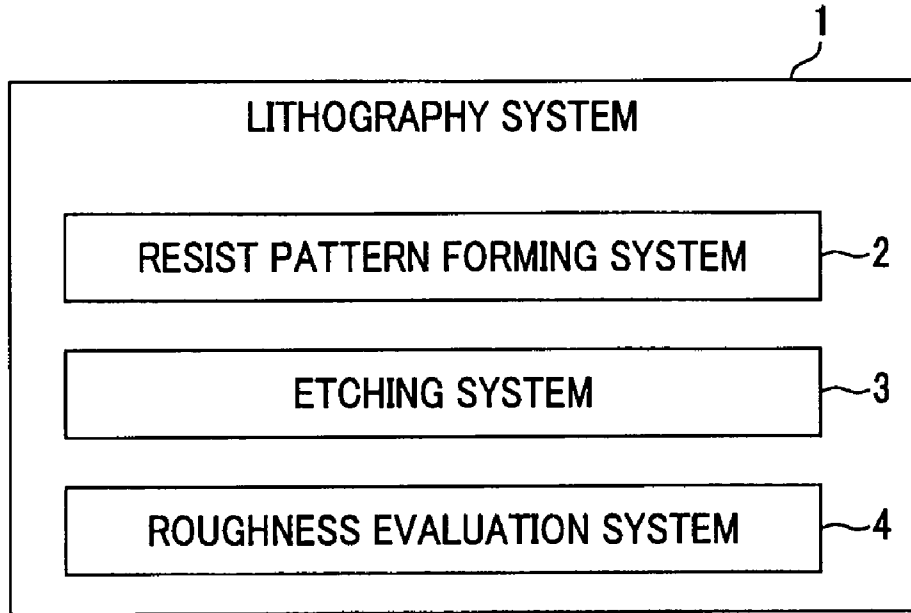 1
LITHOGRAPHY SYSTEM
RESIST PATTERN FORMING SYSTEM 2
ETCHING SYSTEM 3
ROUGHNESS EVALUATION SYSTEM 4